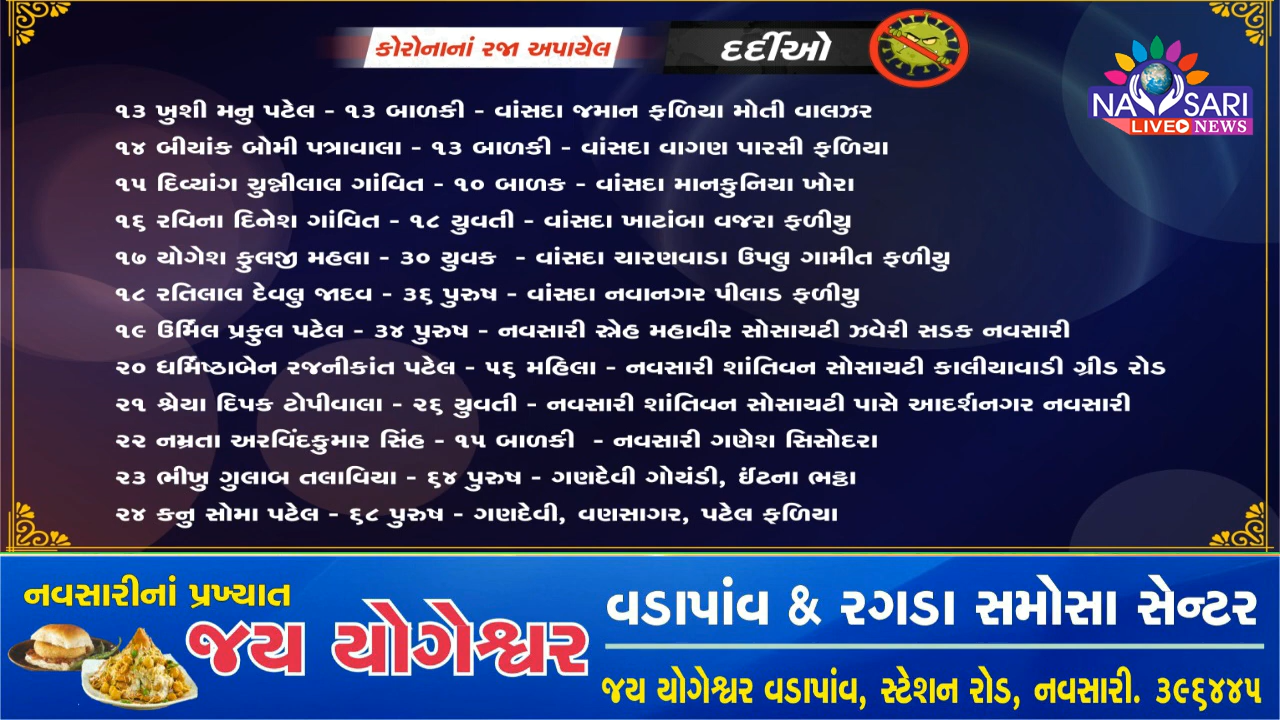 કોરોનાનાં રજા અપાયેલ દર્દીઓ
NAVSARI
LIVE NEWS
૧૩ ખુશી મનુ પટેલ - ૧૩ બાળકી - વાંસદા જમાન ફળિયા મોતી વાલઝર
૧૪ બીયાંક બોમી પત્રાવાલા - ૧૩ બાળકી - વાંસદા વાગણ પારસી ફળિયા
૧૫ દિવ્યાંગ ચુન્નીલાલ ગાંવિત - ૧૦ બાળક - વાંસદા માનકુનિયા ખોરા
૧૬ રવિના દિનેશ ગાંવિત - ૧૮ યુવતી - વાંસદા ખાટાંબા વજરા ફળીયુ
૧૭ યોગેશ ફુલજી મહલા - ૩૦ યુવક - વાંસદા ચારણવાડા ઉપલુ ગામીત ફળીયુ
૧૮ રતિલાલ દેવલુ જાદવ - ૩૬ પુરુષ - વાંસદા નવાનગર પીલાડ ફળીયુ
૧૯ ઉર્મિલ પ્રફુલ પટેલ - ૩૪ પુરુષ - નવસારી સ્નેહ મહાવીર સોસાયટી ઝવેરી સડક નવસારી
૨૦ ધર્મિષ્ઠાબેન રજનીકાંત પટેલ - ૫૬ મહિલા - નવસારી શાંતિવન સોસાયટી કાલીયાવાડી ગ્રીડ રોડ
૨૧ શ્રેયા દિપક ટોપીવાલા - ૨૬ યુવતી - નવસારી શાંતિવન સોસાયટી પાસે આદર્શનગર નવસારી
૨૨ નમ્રતા અરવિંદકુમાર સિંહ - ૧૫ બાળકી - નવસારી ગણેશ સિસોદરા
૨૩ ભીખુ ગુલાબ તલાવિયા - ૬૪ પુરુષ - ગણદેવી ગોયંડી, ઈંટના ભઠ્ઠા
૨૪ કનુ સોમા પટેલ - ૬૮ પુરુષ - ગણદેવી, વણસાગર, પટેલ ફળિયા
નવસારીનાં પ્રખ્યાત
જય યોગેશ્વર
વડાપાંવ & રગડા સમોસા સેન્ટર
જય યોગેશ્વર વડાપાંવ, સ્ટેશન રોડ, નવસારી. ૩૯૬૪૪૫